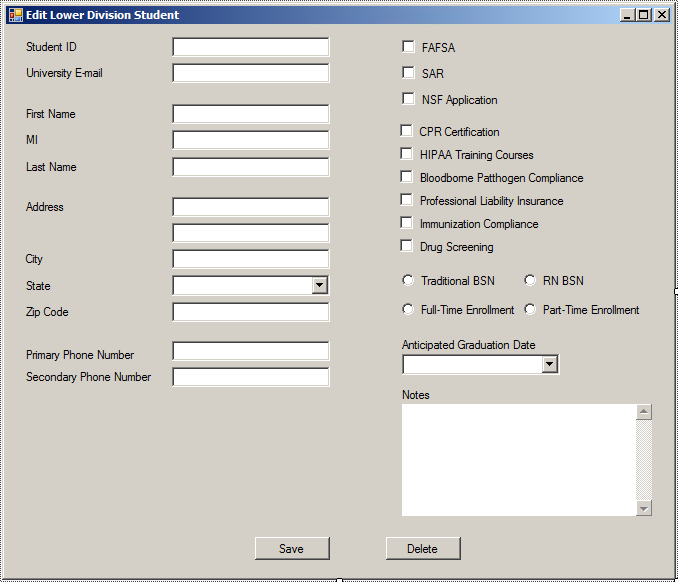 Edit Lower Division Student
Student ID
University E-mail
First Name
MI
Last Name
Address
City
State
Zip Code
Primary Phone Number
Secondary Phone Number
FAFSA
SAR
NSF Application
CPR Certification
HIPAA Training Courses
Bloodborne Patthogen Compliance
Professional Liability Insurance
Immunization Compliance
Drug Screening
Traditional BSN RN BSN
Full-Time Enrollment Part-Time Enrollment
Anticipated Graduation Date
Notes
Save Delete